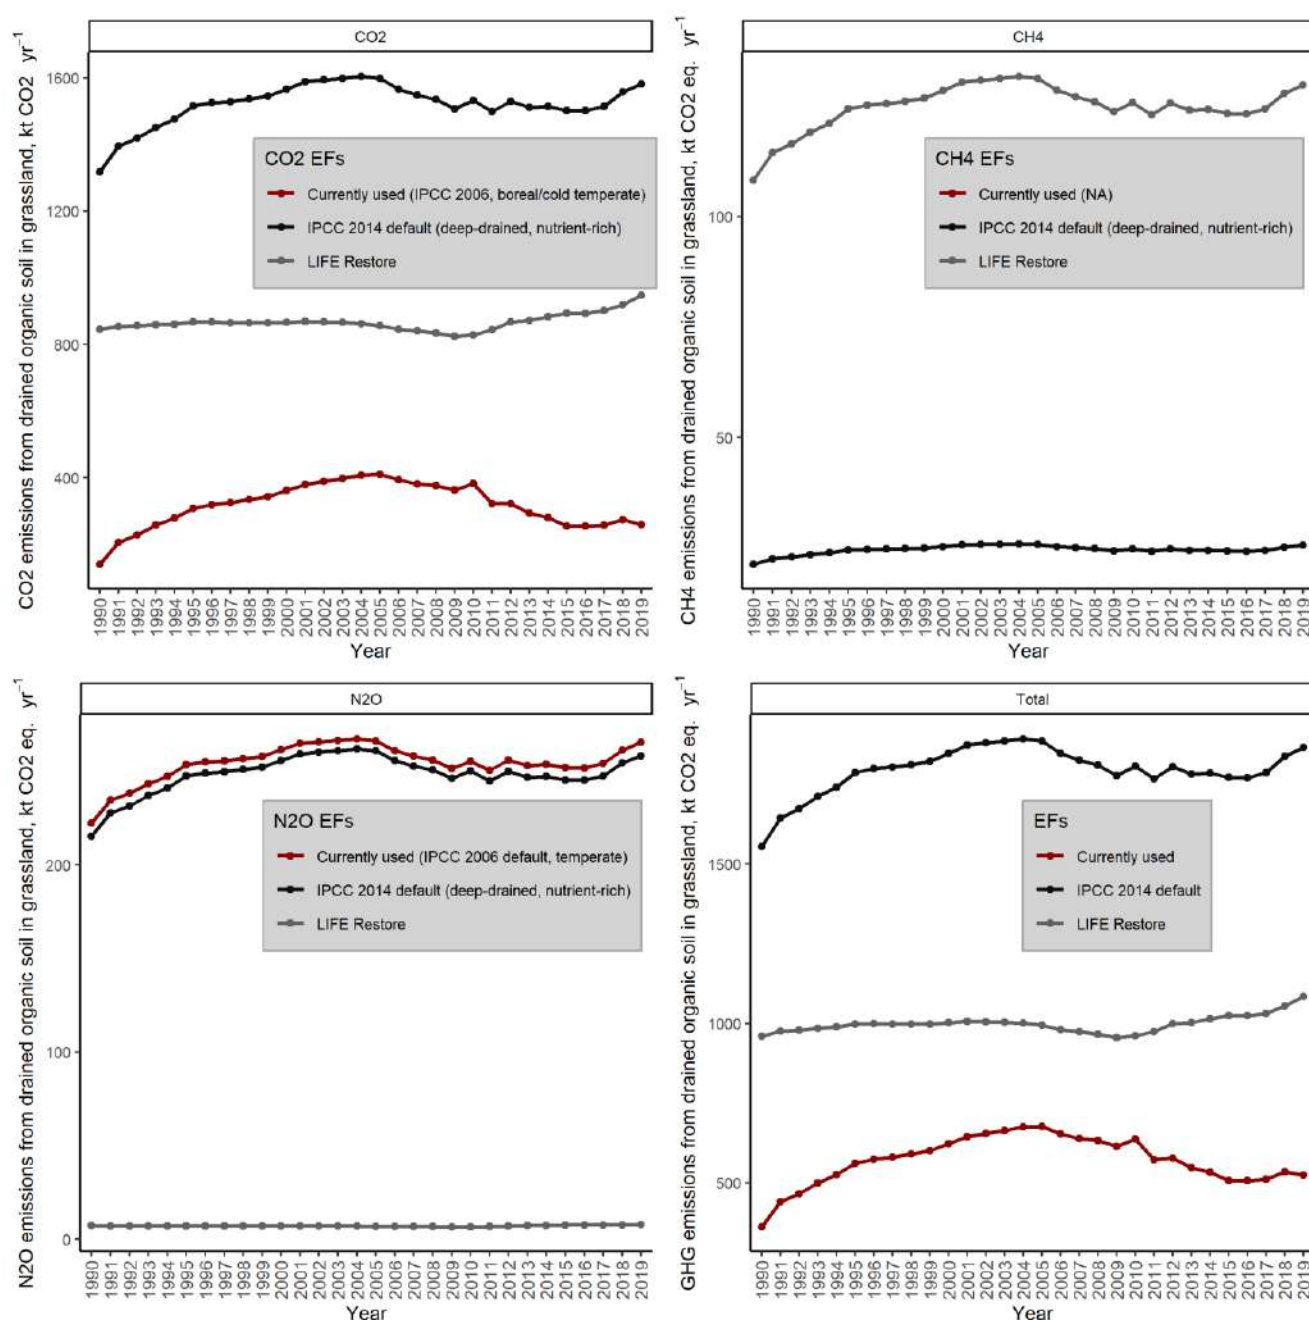 CO2
CO2 emissions from drained organic soil in grassland, kt CO2 yr−1
1600
1200
800
400
CO2 EFs
Currently used (IPCC 2006, boreal/cold temperate)
IPCC 2014 default (deep-drained, nutrient-rich)
LIFE Restore
1990 1991 1992 1993 1994 1995 1996 1997 1998 1999 2000 2001 2002 2003 2004 2005 2006 2007 2008 2009 2010 2011 2012 2013 2014 2015 2016 2017 2018 2019
Year
CH4
CH4 emissions from drained organic soil in grassland, kt CO2 eq. yr−1
100
50
CH4 EFs
Currently used (NA)
IPCC 2014 default (deep-drained, nutrient-rich)
LIFE Restore
1990 1991 1992 1993 1994 1995 1996 1997 1998 1999 2000 2001 2002 2003 2004 2005 2006 2007 2008 2009 2010 2011 2012 2013 2014 2015 2016 2017 2018 2019
Year
N2O
N2O emissions from drained organic soil in grassland, kt CO2 eq. yr−1
200
100
0
N2O EFs
Currently used (IPCC 2006 default, temperate)
IPCC 2014 default (deep-drained, nutrient-rich)
LIFE Restore
1990 1991 1992 1993 1994 1995 1996 1997 1998 1999 2000 2001 2002 2003 2004 2005 2006 2007 2008 2009 2010 2011 2012 2013 2014 2015 2016 2017 2018 2019
Year
Total
GHG emissions from drained organic soil in grassland, kt CO2 eq. yr−1
1500
1000
500
EFs
Currently used
IPCC 2014 default
LIFE Restore
1990 1991 1992 1993 1994 1995 1996 1997 1998 1999 2000 2001 2002 2003 2004 2005 2006 2007 2008 2009 2010 2011 2012 2013 2014 2015 2016 2017 2018 2019
Year